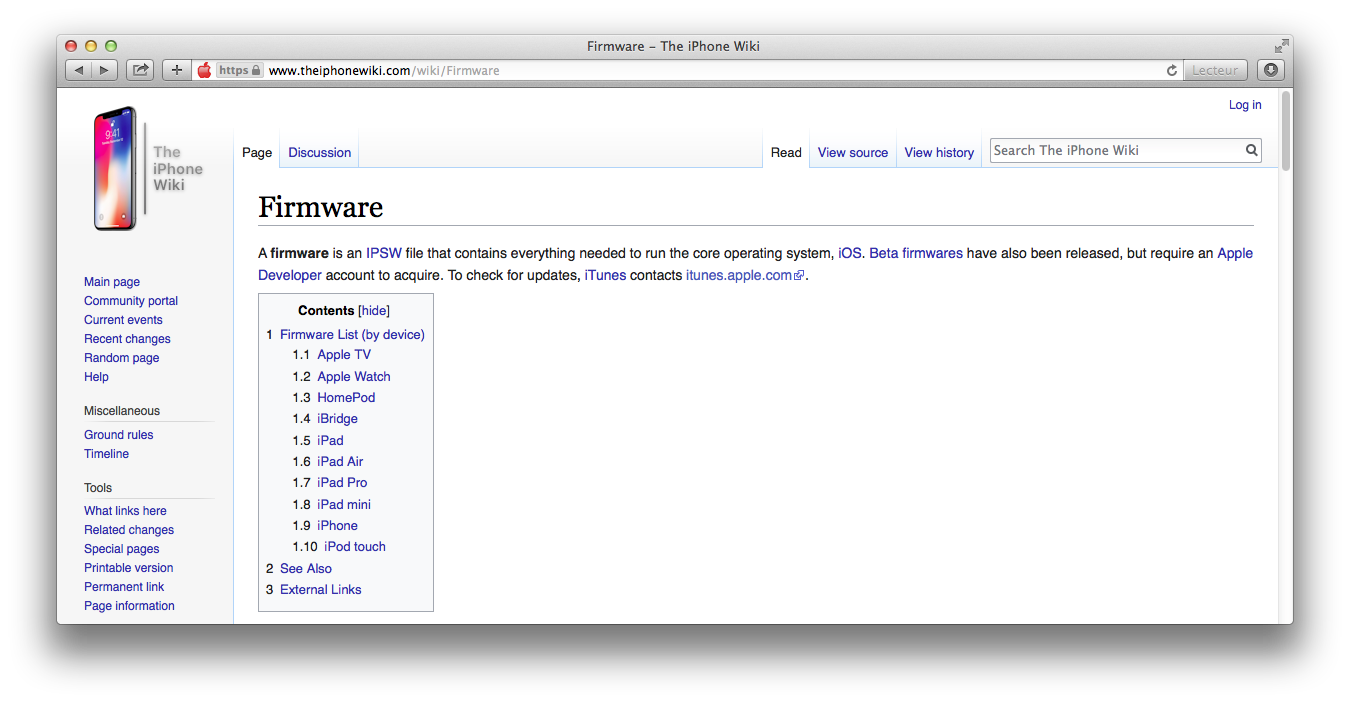 Firmware – The iPhone Wiki
https www.theiphonewiki.com/wiki/Firmware
Lecteur
Log in
9:41
The
iPhone
Wiki
Page Discussion Read View source View history Search The iPhone Wiki
Firmware
A firmware is an IPSW file that contains everything needed to run the core operating system, iOS. Beta firmwares have also been released, but require an Apple
Developer account to acquire. To check for updates, iTunes contacts itunes.apple.com.
Main page
Community portal
Current events
Recent changes
Random page
Help
Miscellaneous
Ground rules
Timeline
Tools
What links here
Related changes
Special pages
Printable version
Permanent link
Page information
Contents [hide]
1 Firmware List (by device)
1.1 Apple TV
1.2 Apple Watch
1.3 HomePod
1.4 iBridge
1.5 iPad
1.6 iPad Air
1.7 iPad Pro
1.8 iPad mini
1.9 iPhone
1.10 iPod touch
2 See Also
3 External Links